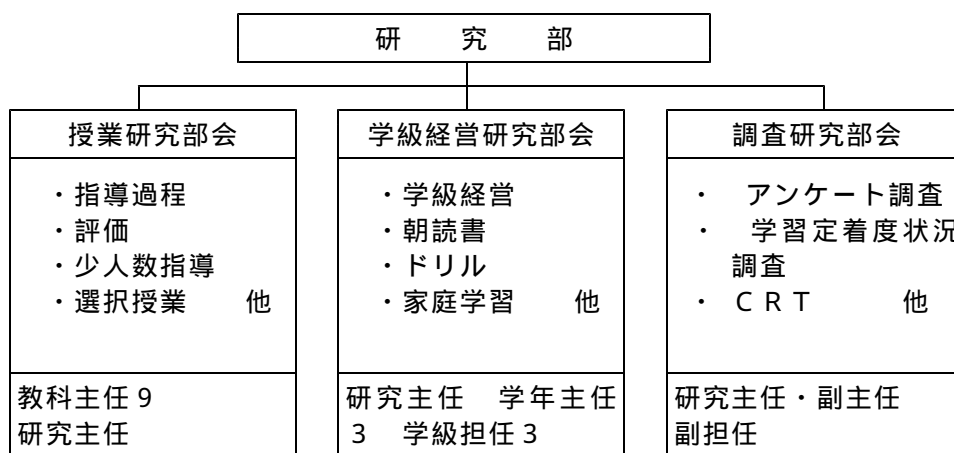 研　究　部
授業研究部会
・指導過程
・評価
・少人数指導
・選択授業　他
教科主任９
研究主任
学級経営研究部会
・学級経営
・朝読書
・ドリル
・家庭学習　他
研究主任　学年主任
３　学級担任３
調査研究部会
・　アンケート調査
・　学習定着度状況
調査
・　ＣＲＴ　他
研究主任・副主任
副担任